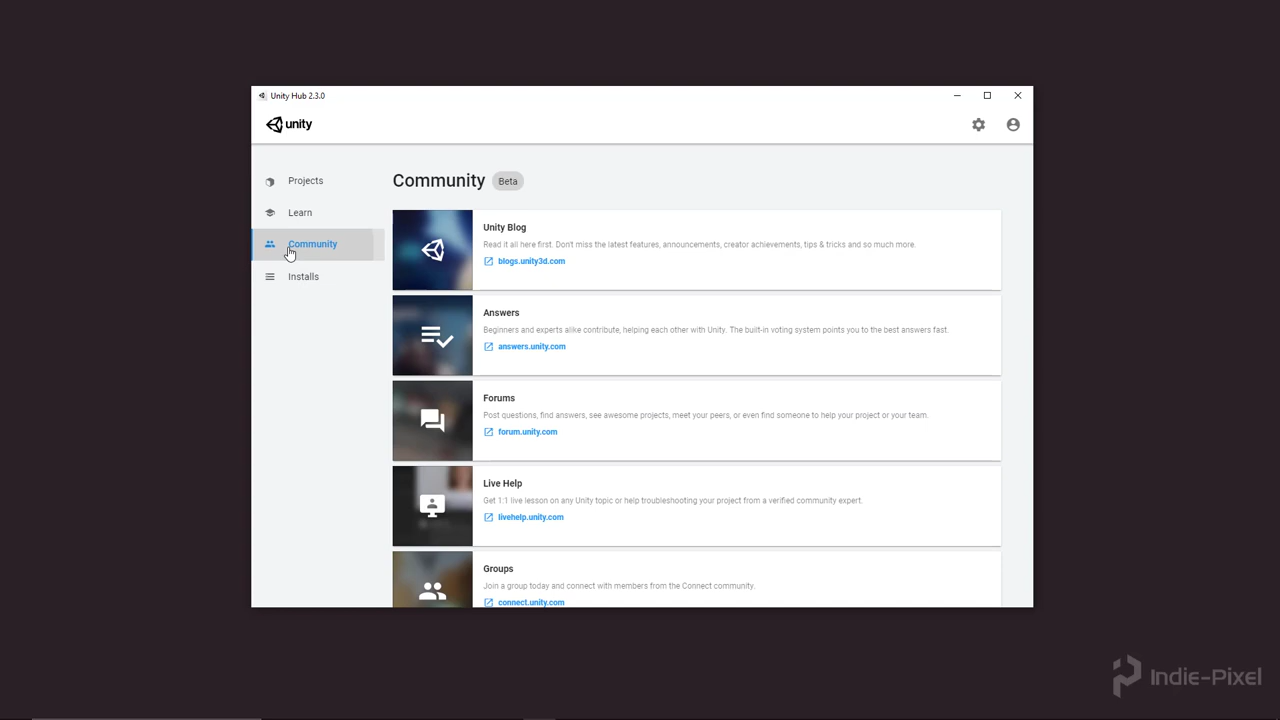 Unity Hub 2.3.0
unity
Projects
Learn
Community
Installs
Community Beta
Unity Blog
Read it all here first. Don't miss the latest features, announcements, creator achievements, tips & tricks and so much more.
blogs.unity3d.com
Answers
Beginners and experts alike contribute, helping each other with Unity. The built-in voting system points you to the best answers fast.
answers.unity.com
Forums
Post questions, find answers, see awesome projects, meet your peers, or even find someone to help your project or your team.
forum.unity.com
Live Help
Get 1:1 live lesson on any Unity topic or help troubleshooting your project from a verified community expert.
livehelp.unity.com
Groups
Join a group today and connect with members from the Connect community.
connect.unity.com
Indie-Pixel